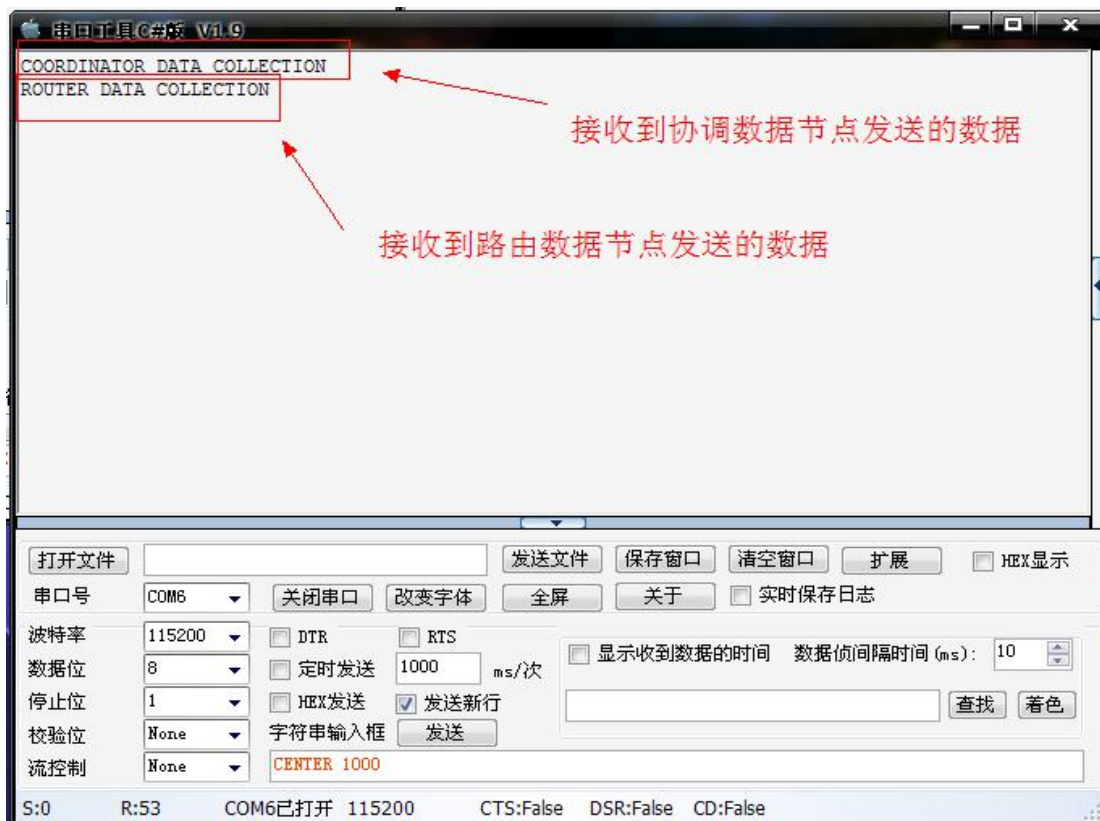 串口工具C#版 V1.9
COORDINATOR DATA COLLECTION
ROUTER DATA COLLECTION
接收到协调数据节点发送的数据
接收到路由数据节点发送的数据
打开文件 发送文件 保存窗口 清空窗口 扩展 HEX显示
串口号 COM6 关闭串口 改变字体 全屏 关于 实时保存日志
波特率 115200 DTR RTS
数据位 8 定时发送 1000 ms/次 显示收到数据的时间 数据侦间隔时间(ms): 10
停止位 1 HEX发送 发送新行 查找 着色
校验位 None 字符串输入框 发送
流控制 None CENTER 1000
S:0 R:53 COM6已打开 115200 CTS:False DSR:False CD:False